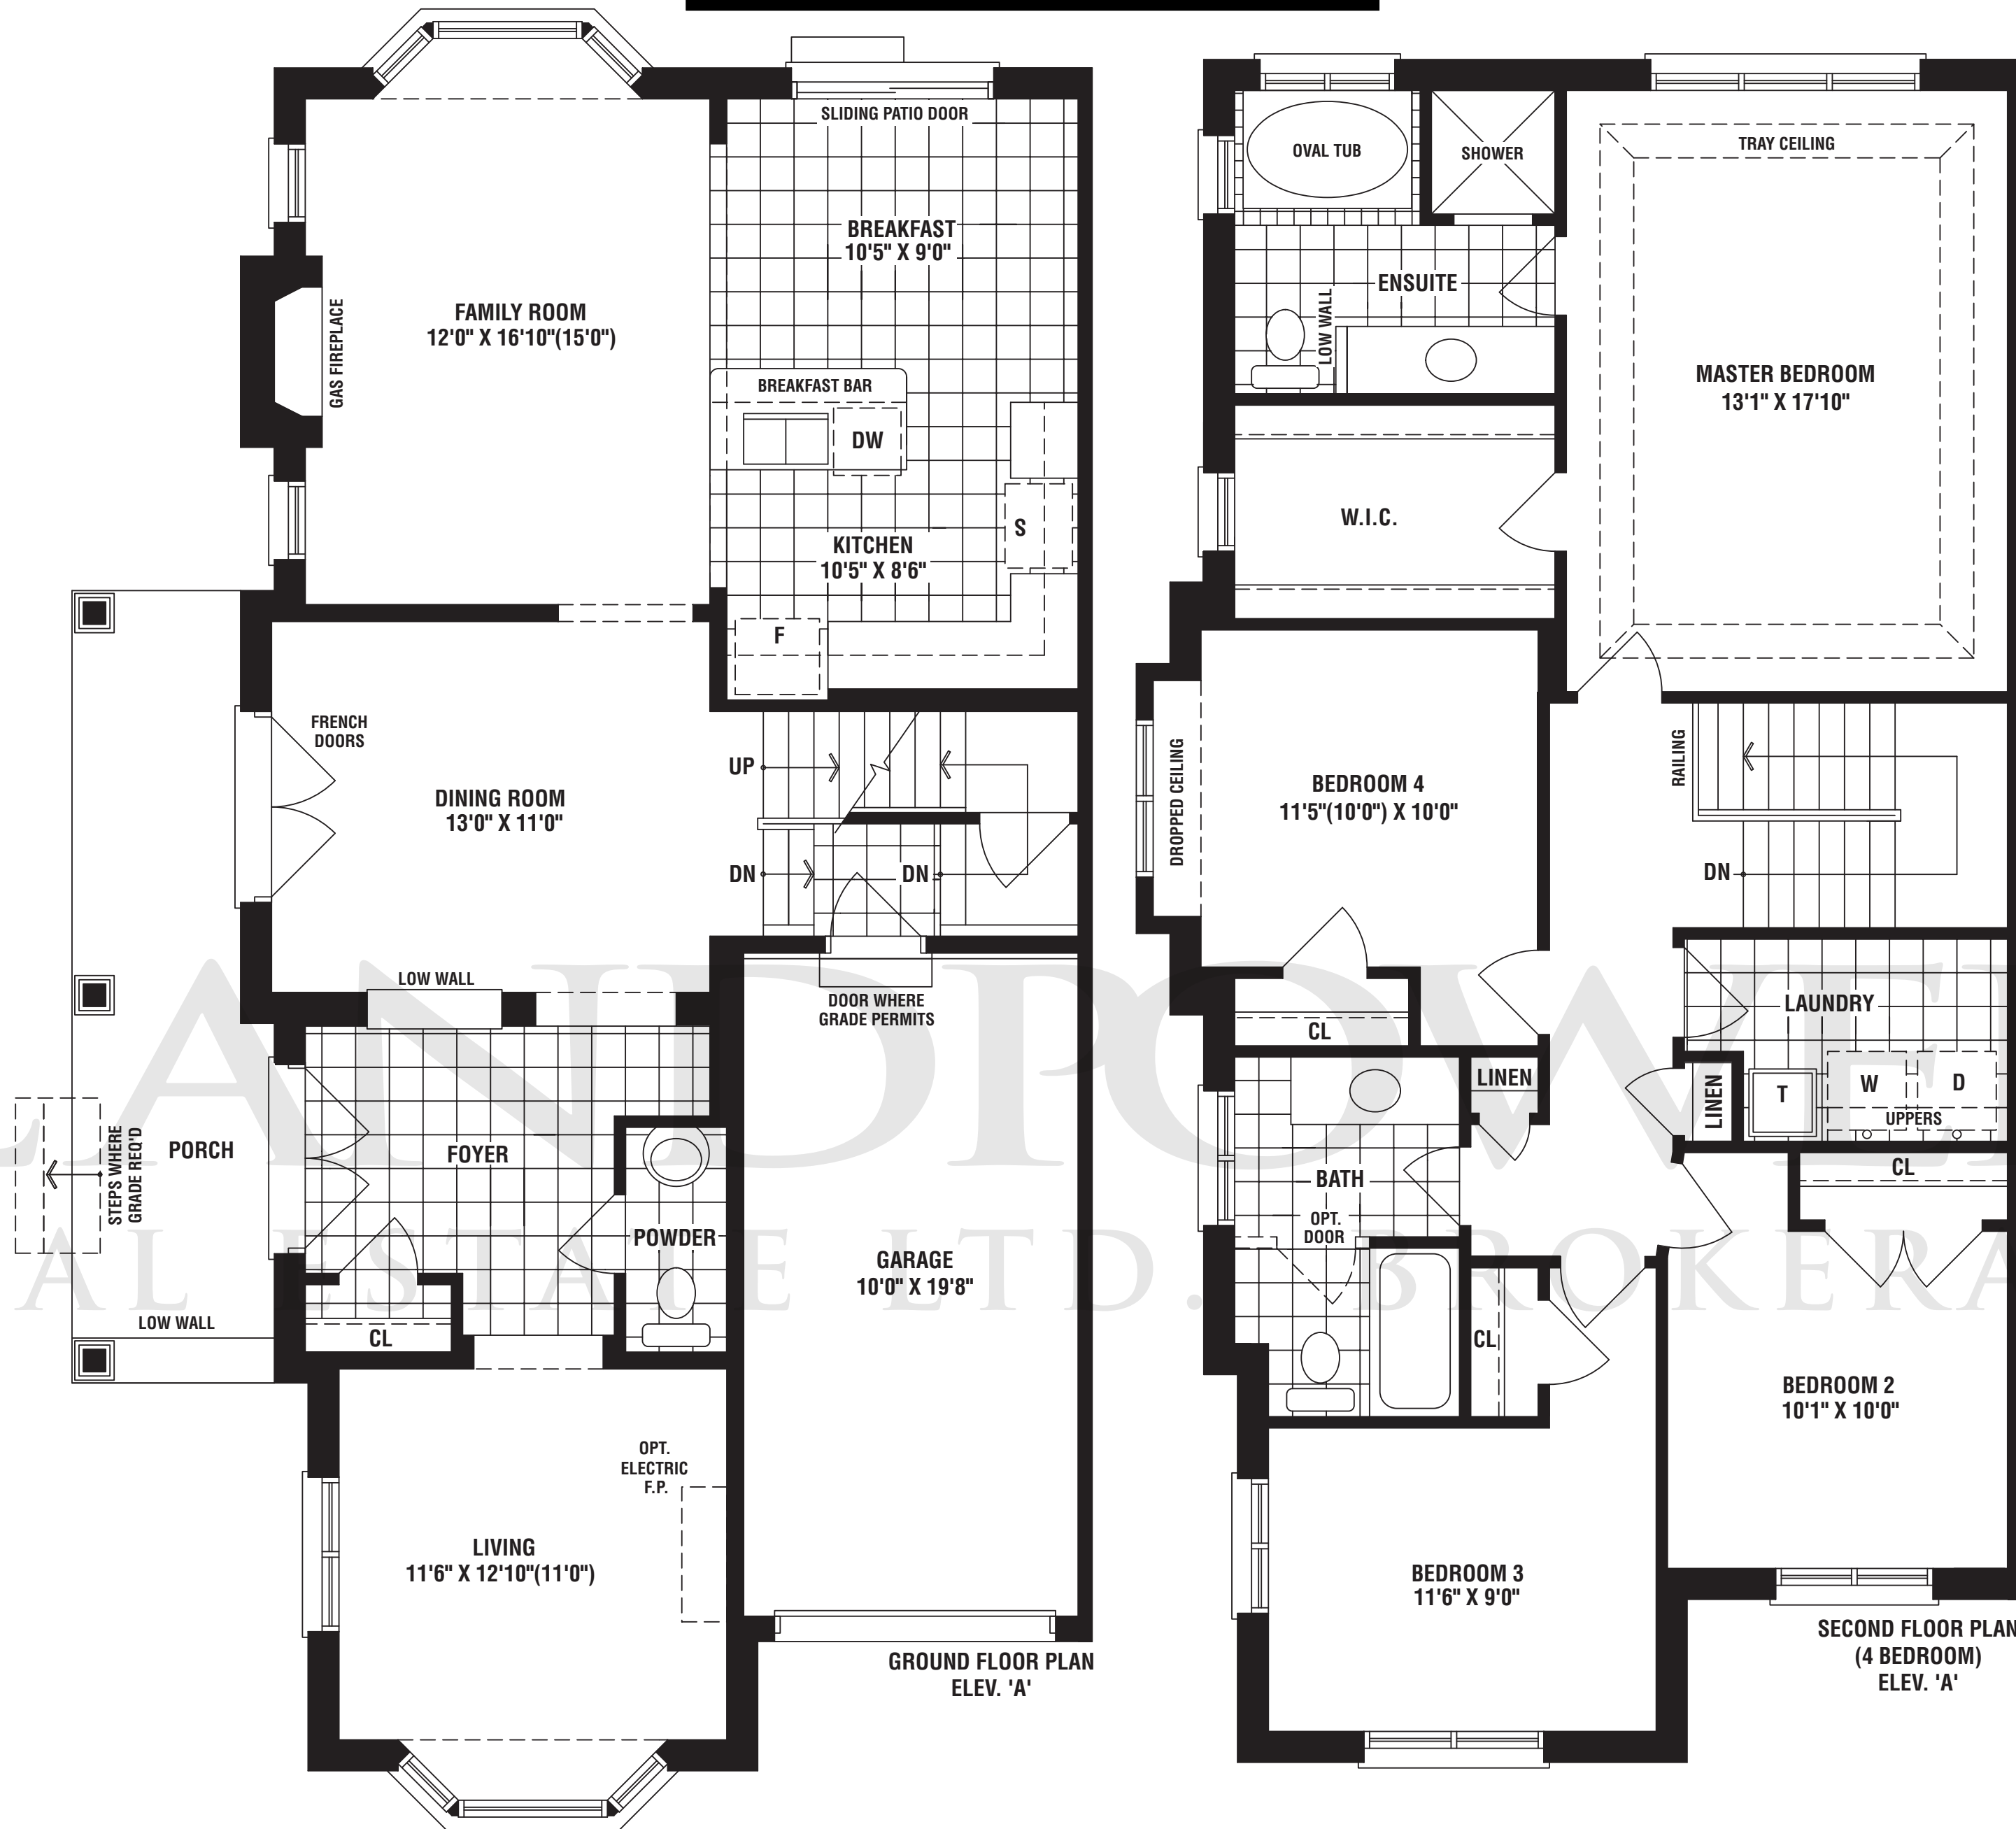 SLIDING PATIO DOOR
BREAKFAST
10'5" X 9'0"
FAMILY ROOM
12'0" X 16'10"(15'0")
GAS FIREPLACE
BREAKFAST BAR
DW
S
KITCHEN
10'5" X 8'6"
F
FRENCH
DOORS
UP
DINING ROOM
13'0" X 11'0"
DN
DN
LOW WALL
DOOR WHERE
GRADE PERMITS
STEPS WHERE
GRADE REQ'D
PORCH
FOYER
POWDER
GARAGE
10'0" X 19'8"
LOW WALL
CL
OPT.
ELECTRIC
F.P.
LIVING
11'6" X 12'10"(11'0")
GROUND FLOOR PLAN
ELEV. 'A'
OVAL TUB
SHOWER
TRAY CEILING
ENSUITE
LOW WALL
MASTER BEDROOM
13'1" X 17'10"
W.I.C.
DROPPED CEILING
BEDROOM 4
11'5"(10'0") X 10'0"
RAILING
DN
CL
LAUNDRY
LINEN
LINEN
T
W
D
UPPERS
BATH
OPT.
DOOR
CL
CL
BEDROOM 2
10'1" X 10'0"
BEDROOM 3
11'6" X 9'0"
SECOND FLOOR PLAN
(4 BEDROOM)
ELEV. 'A'
LANDPOWER
AL ESTATE LTD. BROKERA